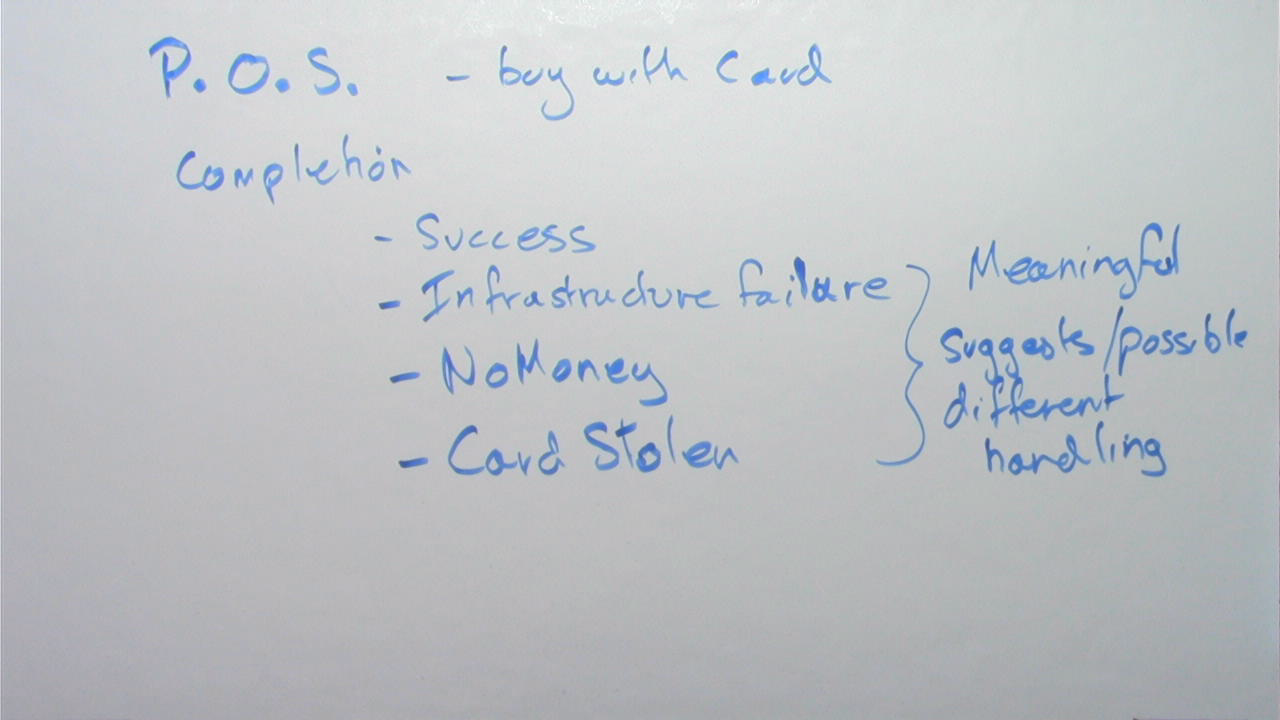 P.O.S. - buy with Card
Completion
- Success
- Infrastructure failure
- NoMoney
- Card Stolen
Meaningful
suggests/possible
different
handling